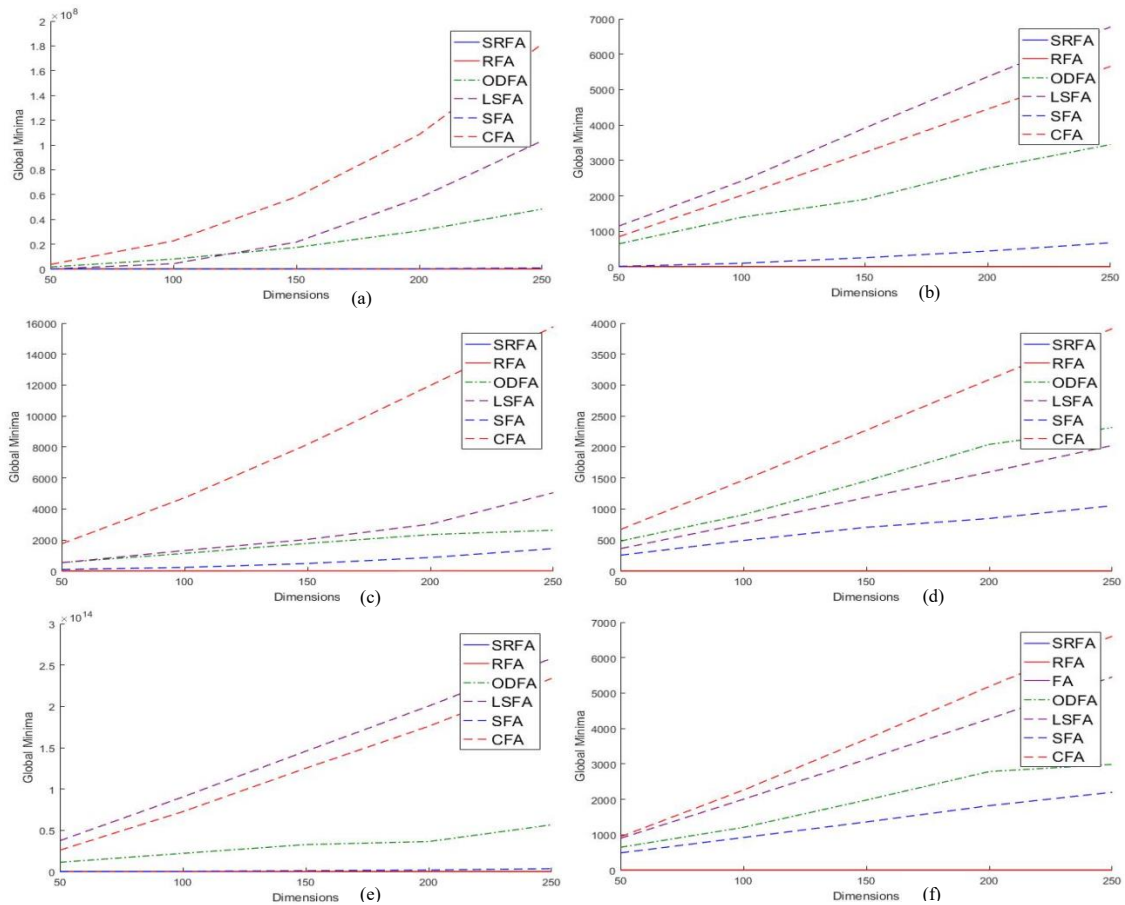 × 10^8
2
1.8
1.6
1.4
1.2
1
0.8
0.6
0.4
0.2
0
Global Minima
50 100 150 200 250
Dimensions
(a)
SRFA
RFA
ODFA
LSFA
SFA
CFA
7000
6000
5000
4000
3000
2000
1000
0
Global Minima
50 100 150 200 250
Dimensions
(b)
SRFA
RFA
ODFA
LSFA
SFA
CFA
16000
14000
12000
10000
8000
6000
4000
2000
0
Global Minima
50 100 150 200 250
Dimensions
(c)
SRFA
RFA
ODFA
LSFA
SFA
CFA
4000
3500
3000
2500
2000
1500
1000
500
0
Global Minima
50 100 150 200 250
Dimensions
(d)
SRFA
RFA
ODFA
LSFA
SFA
CFA
× 10^14
3
2.5
2
1.5
1
0.5
0
Global Minima
50 100 150 200 250
Dimensions
(e)
SRFA
RFA
ODFA
LSFA
SFA
CFA
7000
6000
5000
4000
3000
2000
1000
0
Global Minima
50 100 150 200 250
Dimensions
(f)
SRFA
RFA
FA
ODFA
LSFA
SFA
CFA